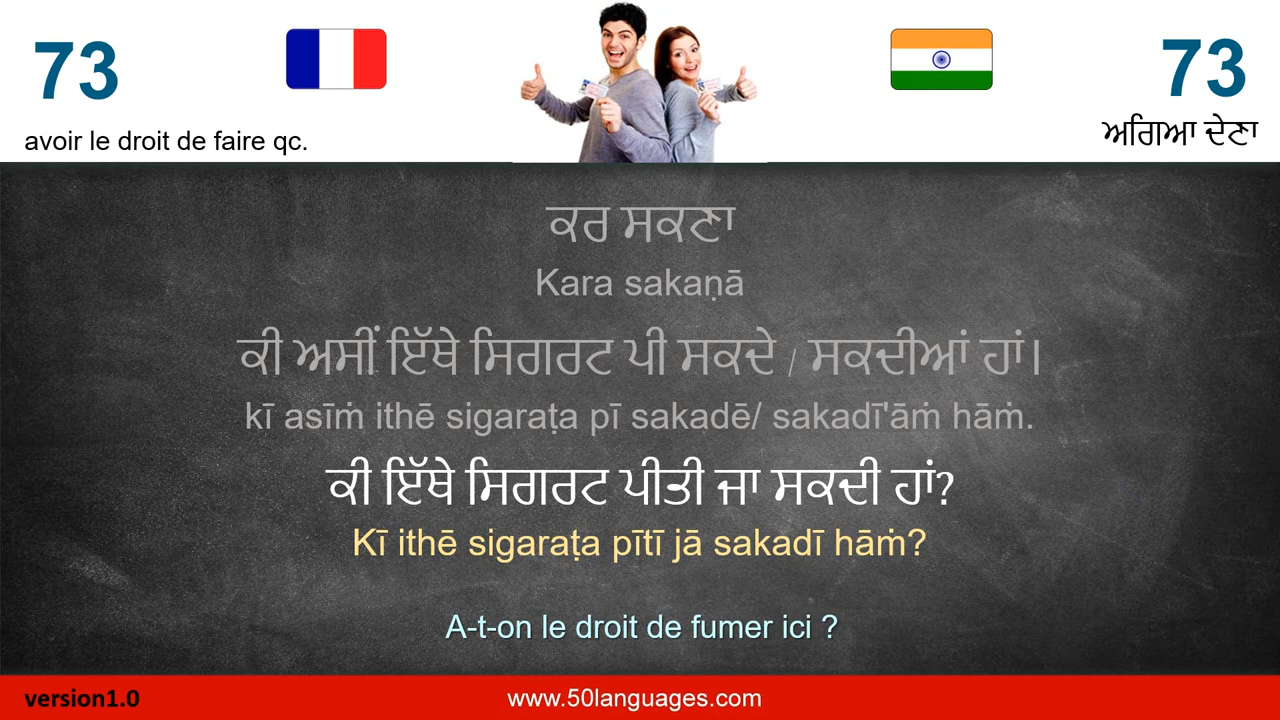 73
73
avoir le droit de faire qc.
ਅਗਿਆ ਦੇਣਾ
ਕਰ ਸਕਣਾ
Kara sakaṇā
ਕੀ ਅਸੀਂ ਇੱਥੇ ਸਿਗਰਟ ਪੀ ਸਕਦੇ / ਸਕਦੀਆਂ ਹਾਂ।
kī asīṁ ithē sigaraṭa pī sakadē/ sakadī'āṁ hāṁ.
ਕੀ ਇੱਥੇ ਸਿਗਰਟ ਪੀਤੀ ਜਾ ਸਕਦੀ ਹਾਂ?
Kī ithē sigaraṭa pītī jā sakadī hāṁ?
A-t-on le droit de fumer ici ?
version1.0
www.50languages.com